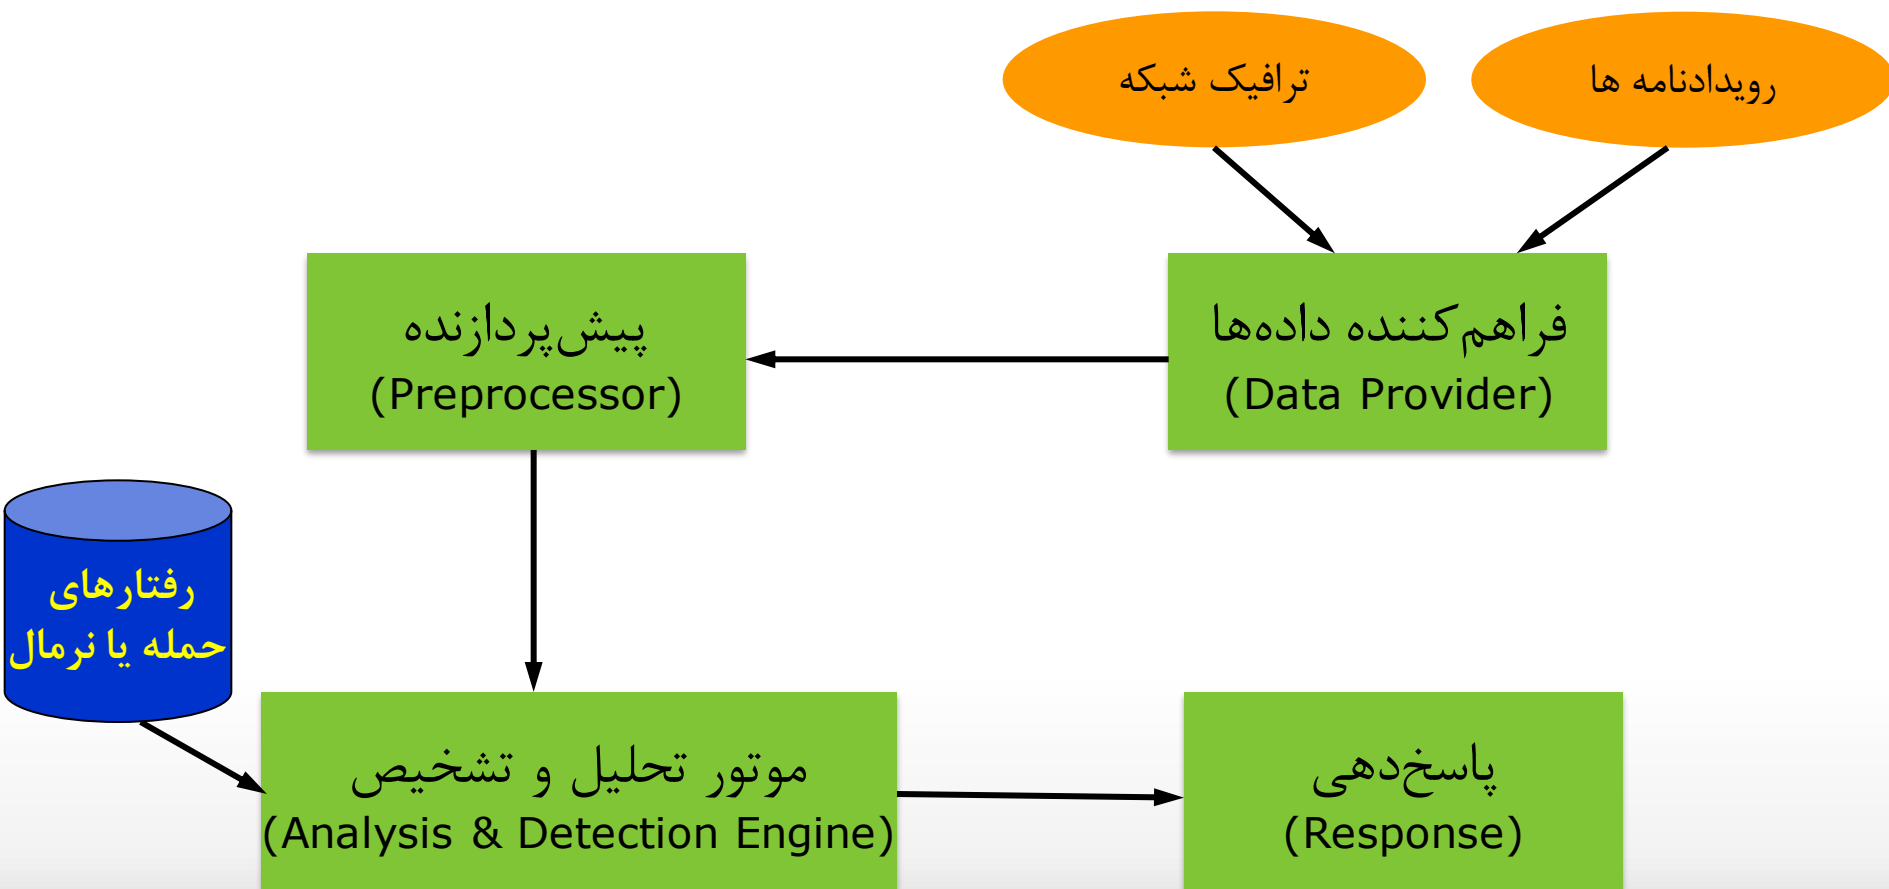 رویدادنامه ها
ترافیک شبکه
فراهم‌کننده داده‌ها
(Data Provider)
پیش‌پردازنده
(Preprocessor)
رفتارهای
حمله یا نرمال
موتور تحلیل و تشخیص
(Analysis & Detection Engine)
پاسخ‌دهی
(Response)